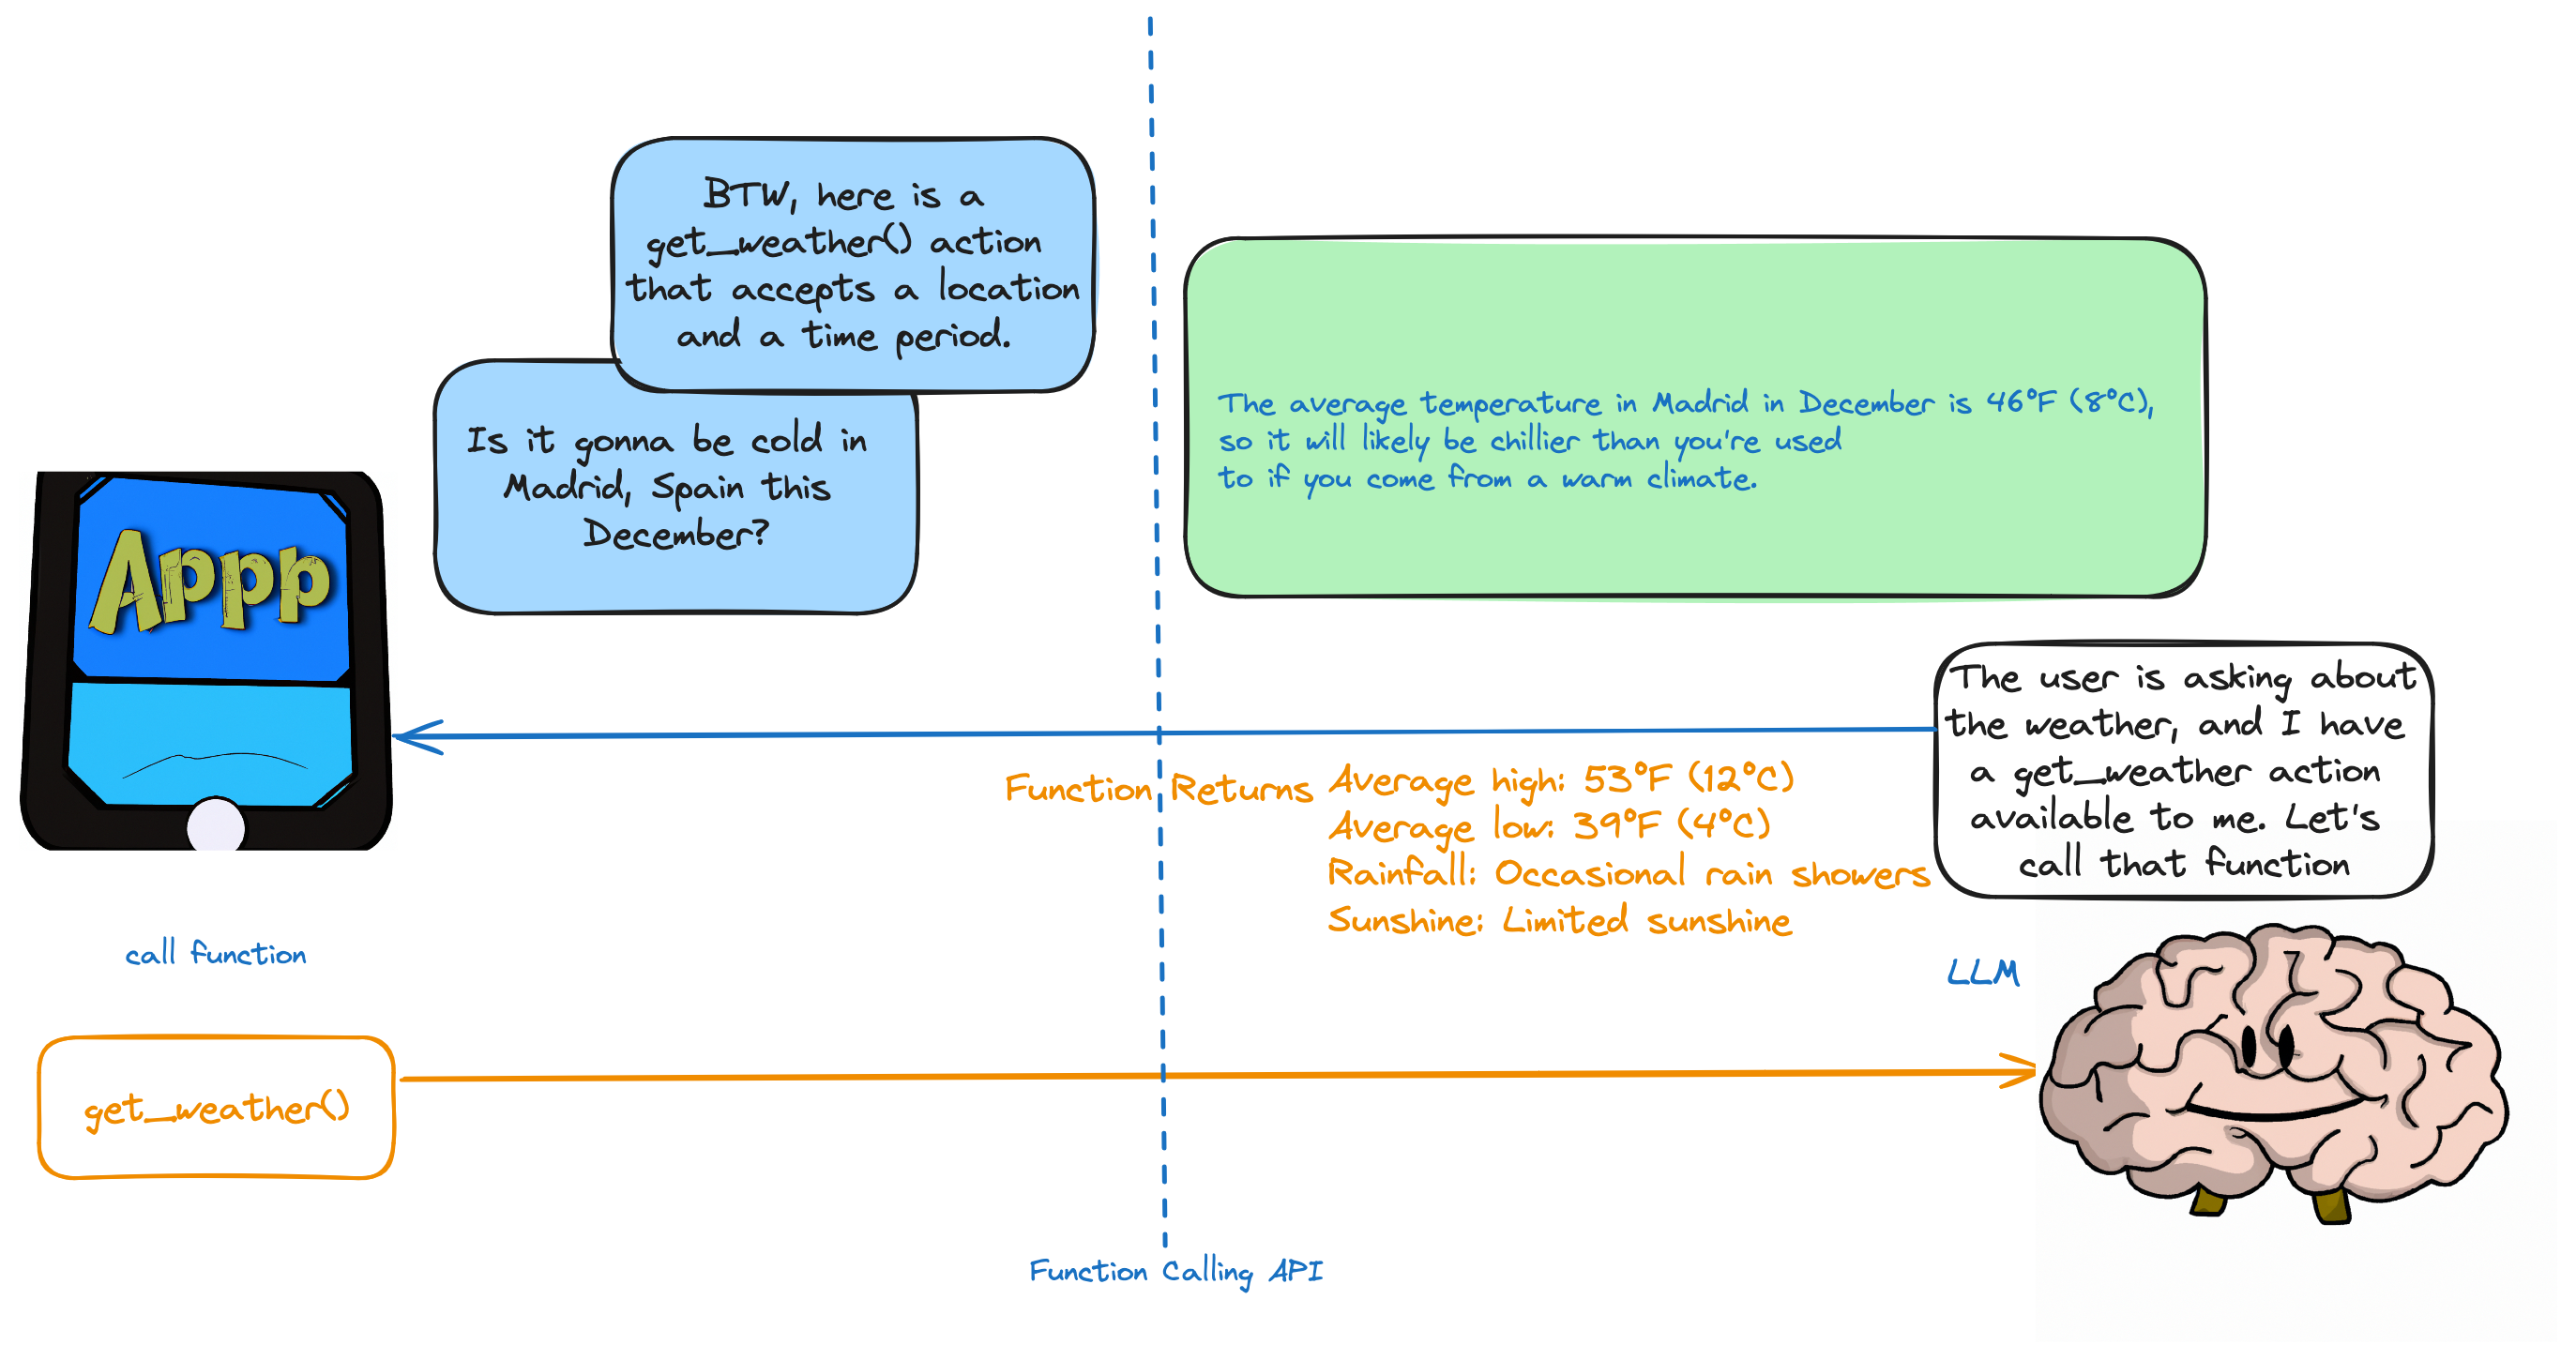 BTW, here is a
get_weather() action
that accepts a location
and a time period.
Is it gonna be cold in
Madrid, Spain this
December?
The average temperature in Madrid in December is 46°F (8°C),
so it will likely be chillier than you're used
to if you come from a warm climate.
Appp
The user is asking about
the weather, and I have
a get_weather action
available to me. Let's
call that function
Function Returns
Average high: 53°F (12°C)
Average low: 39°F (4°C)
Rainfall: Occasional rain showers
Sunshine: Limited sunshine
call function
LLM
get_weather()
Function Calling API